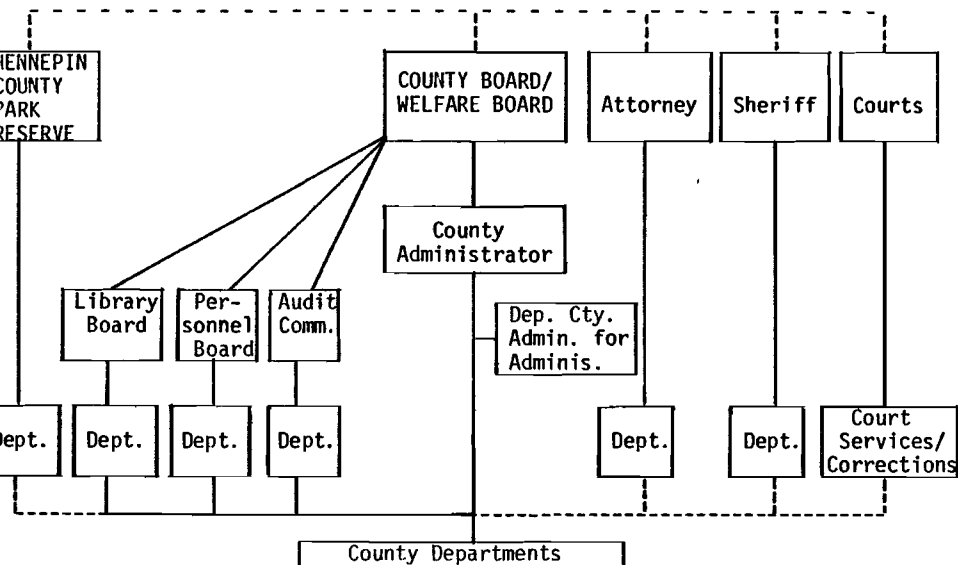 HENNEPIN
COUNTY
PARK
RESERVE
COUNTY BOARD/
WELFARE BOARD
Attorney
Sheriff
Courts
County
Administrator
Library
Board
Per-
sonnel
Board
Audit
Comm.
Dep. Cty.
Admin. for
Adminis.
Dept.
Dept.
Dept.
Dept.
Dept.
Dept.
Court
Services/
Corrections
County Departments